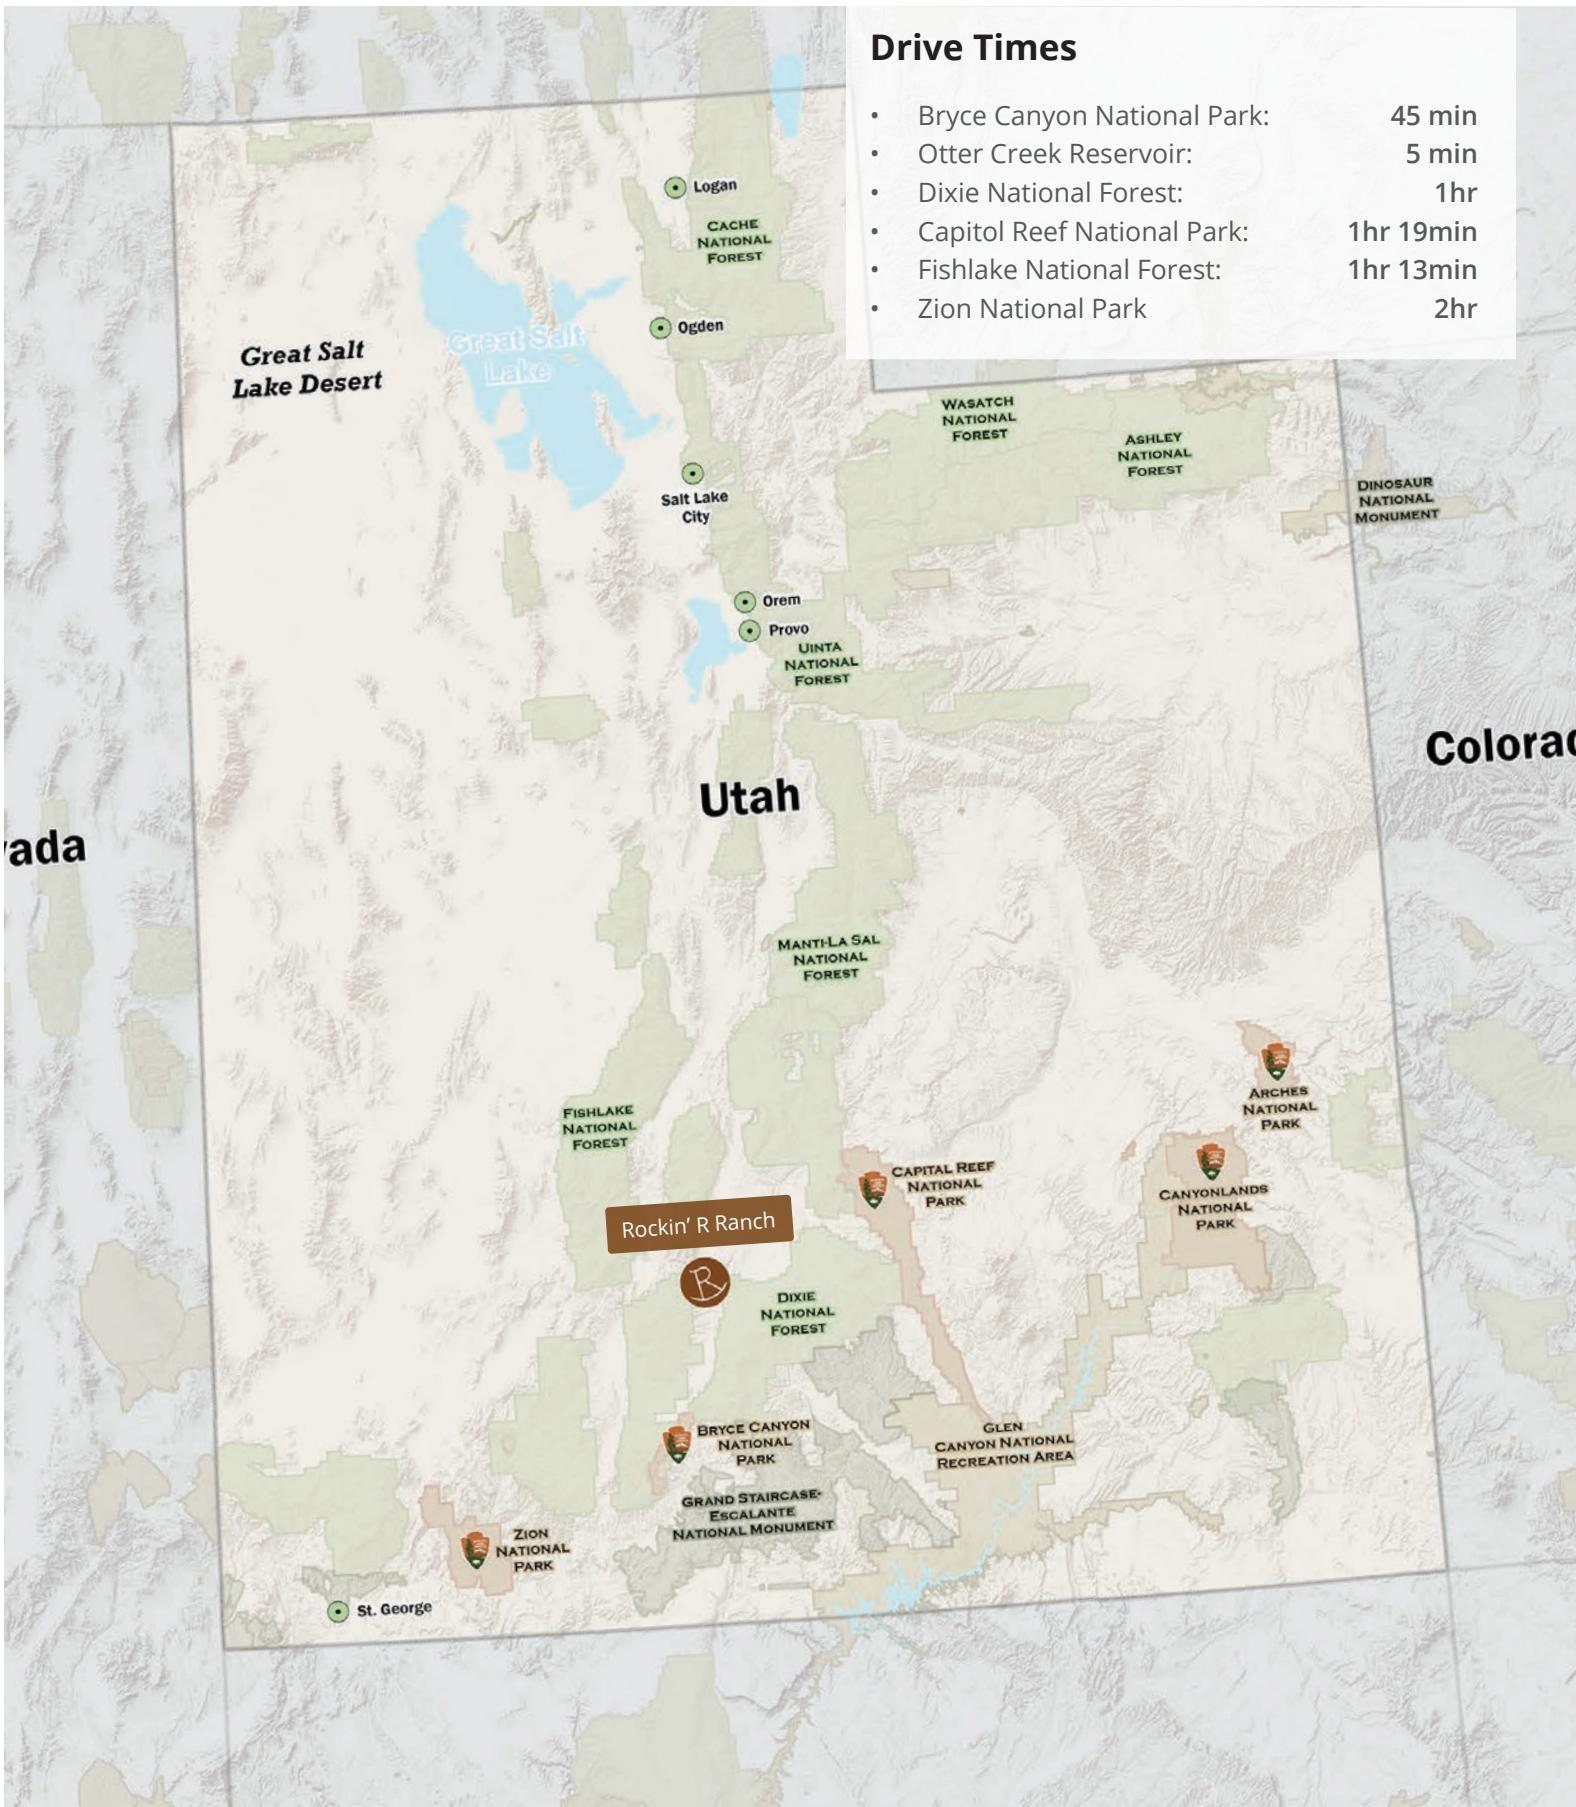 Drive Times
• Bryce Canyon National Park: 45 min
• Otter Creek Reservoir: 5 min
• Dixie National Forest: 1hr
• Capitol Reef National Park: 1hr 19min
• Fishlake National Forest: 1hr 13min
• Zion National Park 2hr
Logan
CACHE
NATIONAL
FOREST
Ogden
Great Salt
Lake
Great Salt
Lake Desert
WASATCH
NATIONAL
FOREST
ASHLEY
NATIONAL
FOREST
DINOSAUR
NATIONAL
MONUMENT
Salt Lake
City
Orem
Provo
UINTA
NATIONAL
FOREST
Utah
Colorad
vada
MANTI-LA SAL
NATIONAL
FOREST
ARCHES
NATIONAL
PARK
FISHLAKE
NATIONAL
FOREST
CAPITAL REEF
NATIONAL
PARK
CANYONLANDS
NATIONAL
PARK
Rockin' R Ranch
R
DIXIE
NATIONAL
FOREST
BRYCE CANYON
NATIONAL
PARK
GLEN
CANYON NATIONAL
RECREATION AREA
GRAND STAIRCASE-
ESCALANTE
NATIONAL MONUMENT
ZION
NATIONAL
PARK
St. George